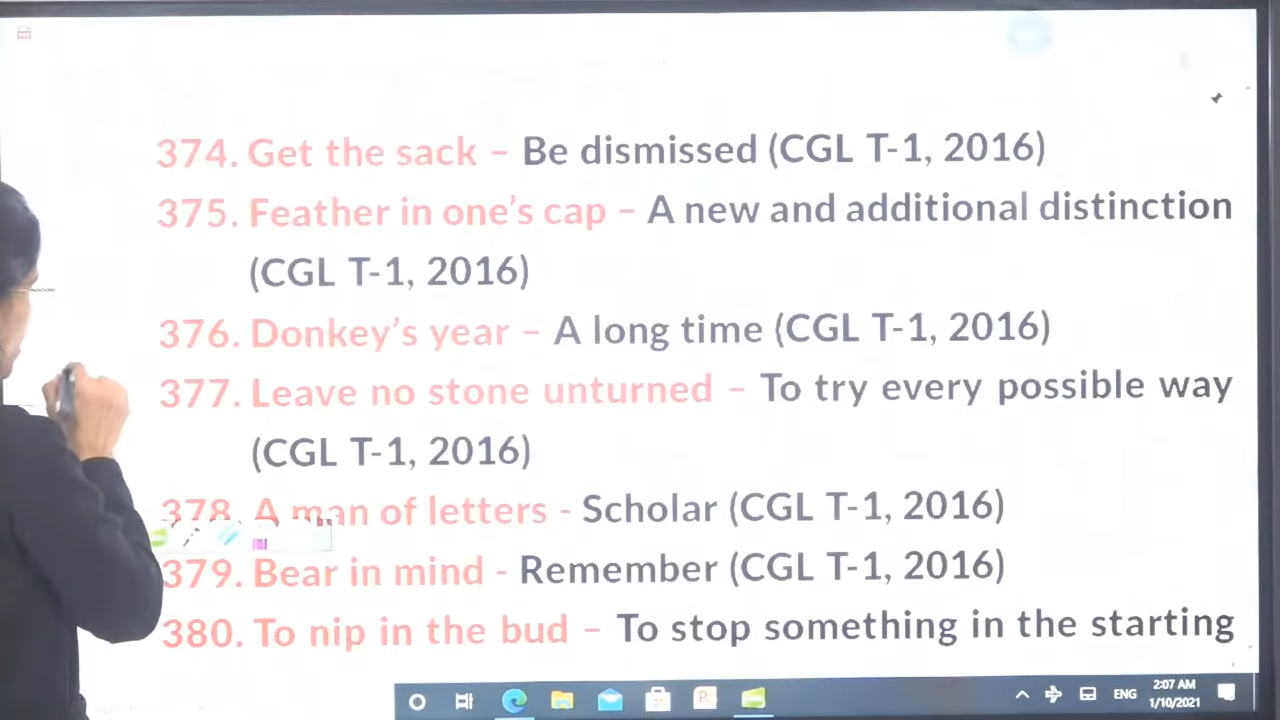 374. Get the sack – Be dismissed (CGL T-1, 2016)
375. Feather in one's cap – A new and additional distinction
(CGL T-1, 2016)
376. Donkey's year – A long time (CGL T-1, 2016)
377. Leave no stone unturned – To try every possible way
(CGL T-1, 2016)
378. A man of letters - Scholar (CGL T-1, 2016)
379. Bear in mind - Remember (CGL T-1, 2016)
380. To nip in the bud – To stop something in the starting
ENG
2:07 AM
1/10/2021